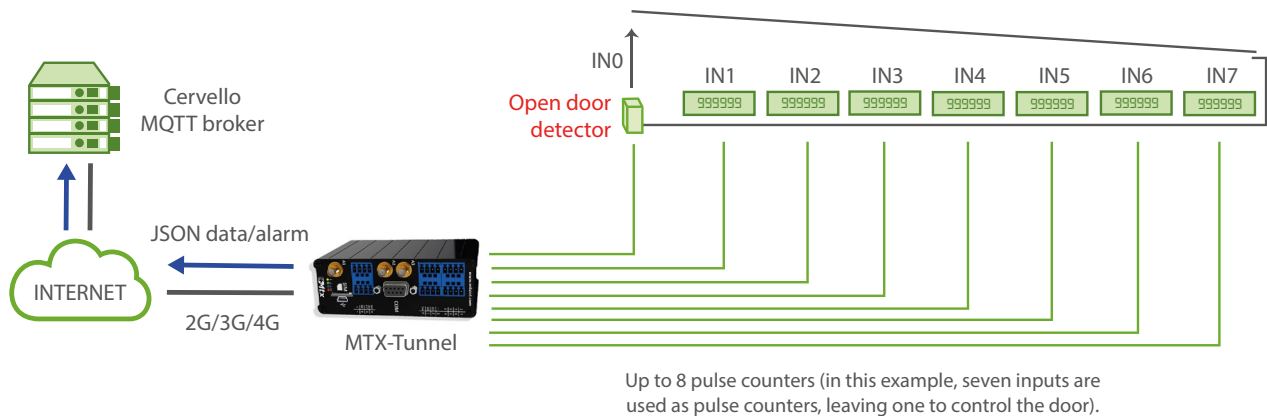 Cervello
MQTT broker
INTERNET
JSON data/alarm
2G/3G/4G
MTX-Tunnel
COM
IN0
Open door
detector
IN1
IN2
IN3
IN4
IN5
IN6
IN7
999999
999999
999999
999999
999999
999999
999999
Up to 8 pulse counters (in this example, seven inputs are
used as pulse counters, leaving one to control the door).